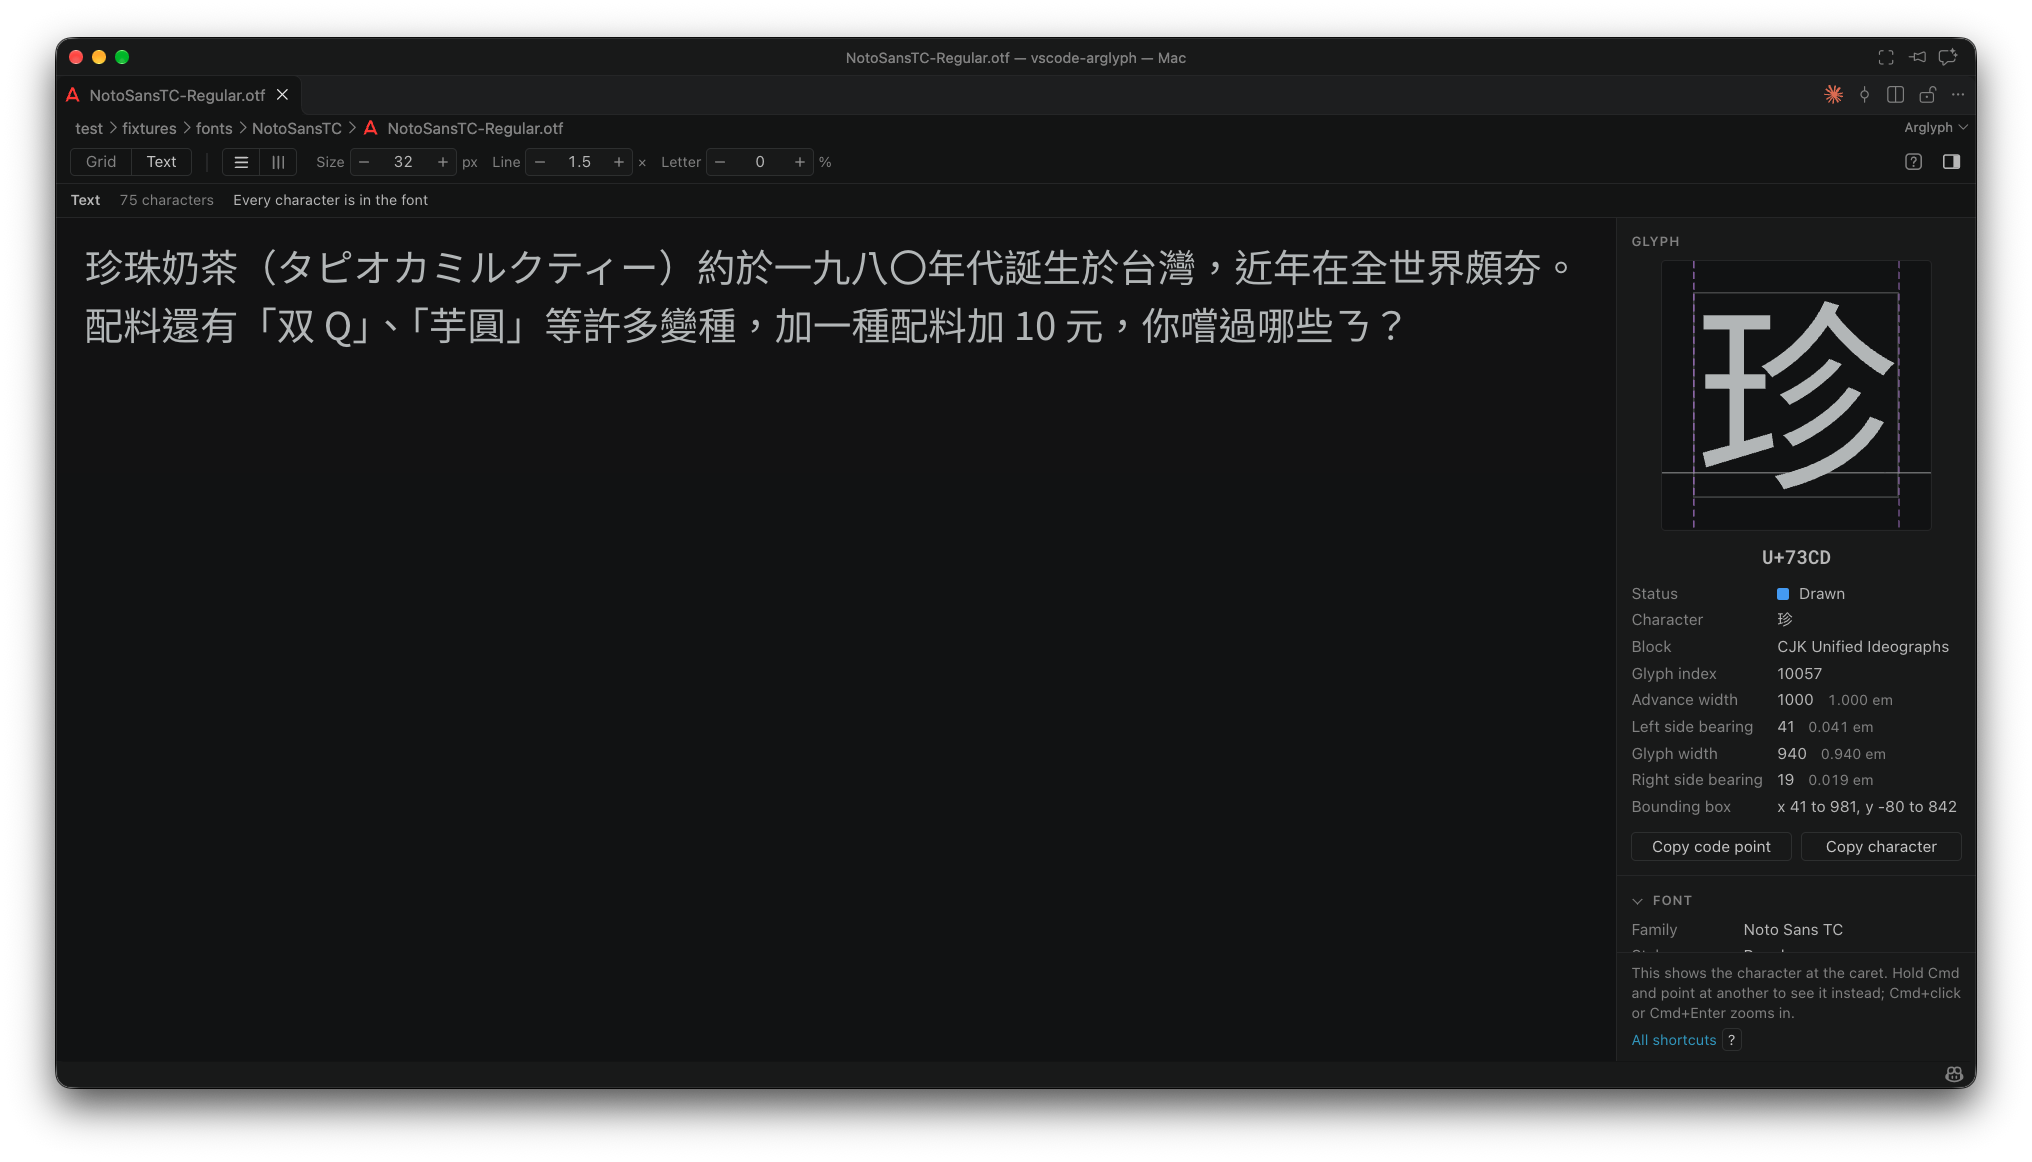 NotoSansTC-Regular.otf — vscode-arglyph — Mac
NotoSansTC-Regular.otf
test > fixtures > fonts > NotoSansTC > NotoSansTC-Regular.otf
Arglyph
Grid Text Size − 32 + px Line − 1.5 + × Letter − 0 + %
Text 75 characters Every character is in the font
珍珠奶茶（タピオカミルクティー）約於一九八〇年代誕生於台灣，近年在全世界頗夯。
配料還有「双 Q」、「芋圓」等許多變種，加一種配料加 10 元，你嚐過哪些ㄋ？
GLYPH
珍
U+73CD
Status Drawn
Character 珍
Block CJK Unified Ideographs
Glyph index 10057
Advance width 1000 1.000 em
Left side bearing 41 0.041 em
Glyph width 940 0.940 em
Right side bearing 19 0.019 em
Bounding box x 41 to 981, y -80 to 842
Copy code point Copy character
FONT
Family Noto Sans TC
This shows the character at the caret. Hold Cmd
and point at another to see it instead; Cmd+click
or Cmd+Enter zooms in.
All shortcuts ?